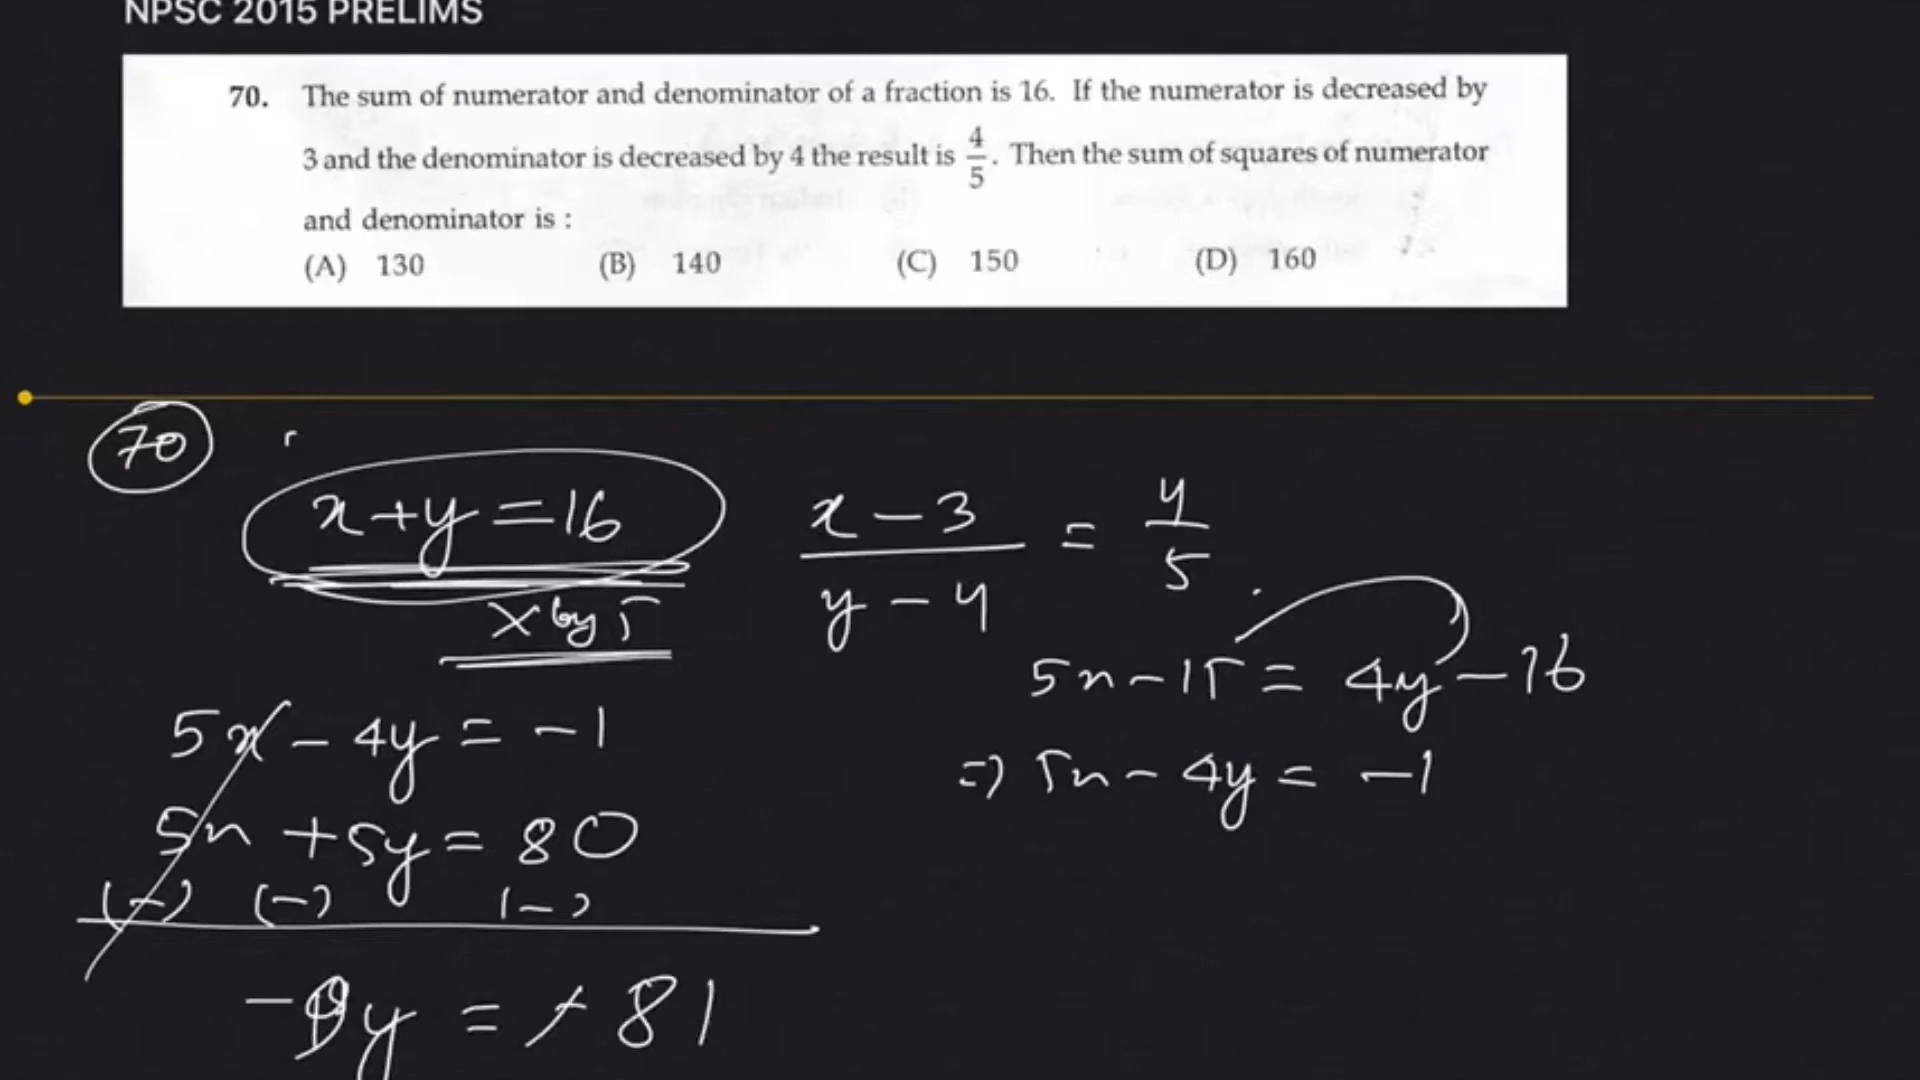 NPSC 2015 PRELIMS
70. The sum of numerator and denominator of a fraction is 16. If the numerator is decreased by
3 and the denominator is decreased by 4 the result is 4/5. Then the sum of squares of numerator
and denominator is :
(A) 130 (B) 140 (C) 150 (D) 160
70
x+y=16
x by 5
x-3/y-4 = 4/5
5x-15=4y-16
=> 5x-4y=-1
5x-4y=-1
5x+5y=80
(-) (-) (-)
-9y=-81